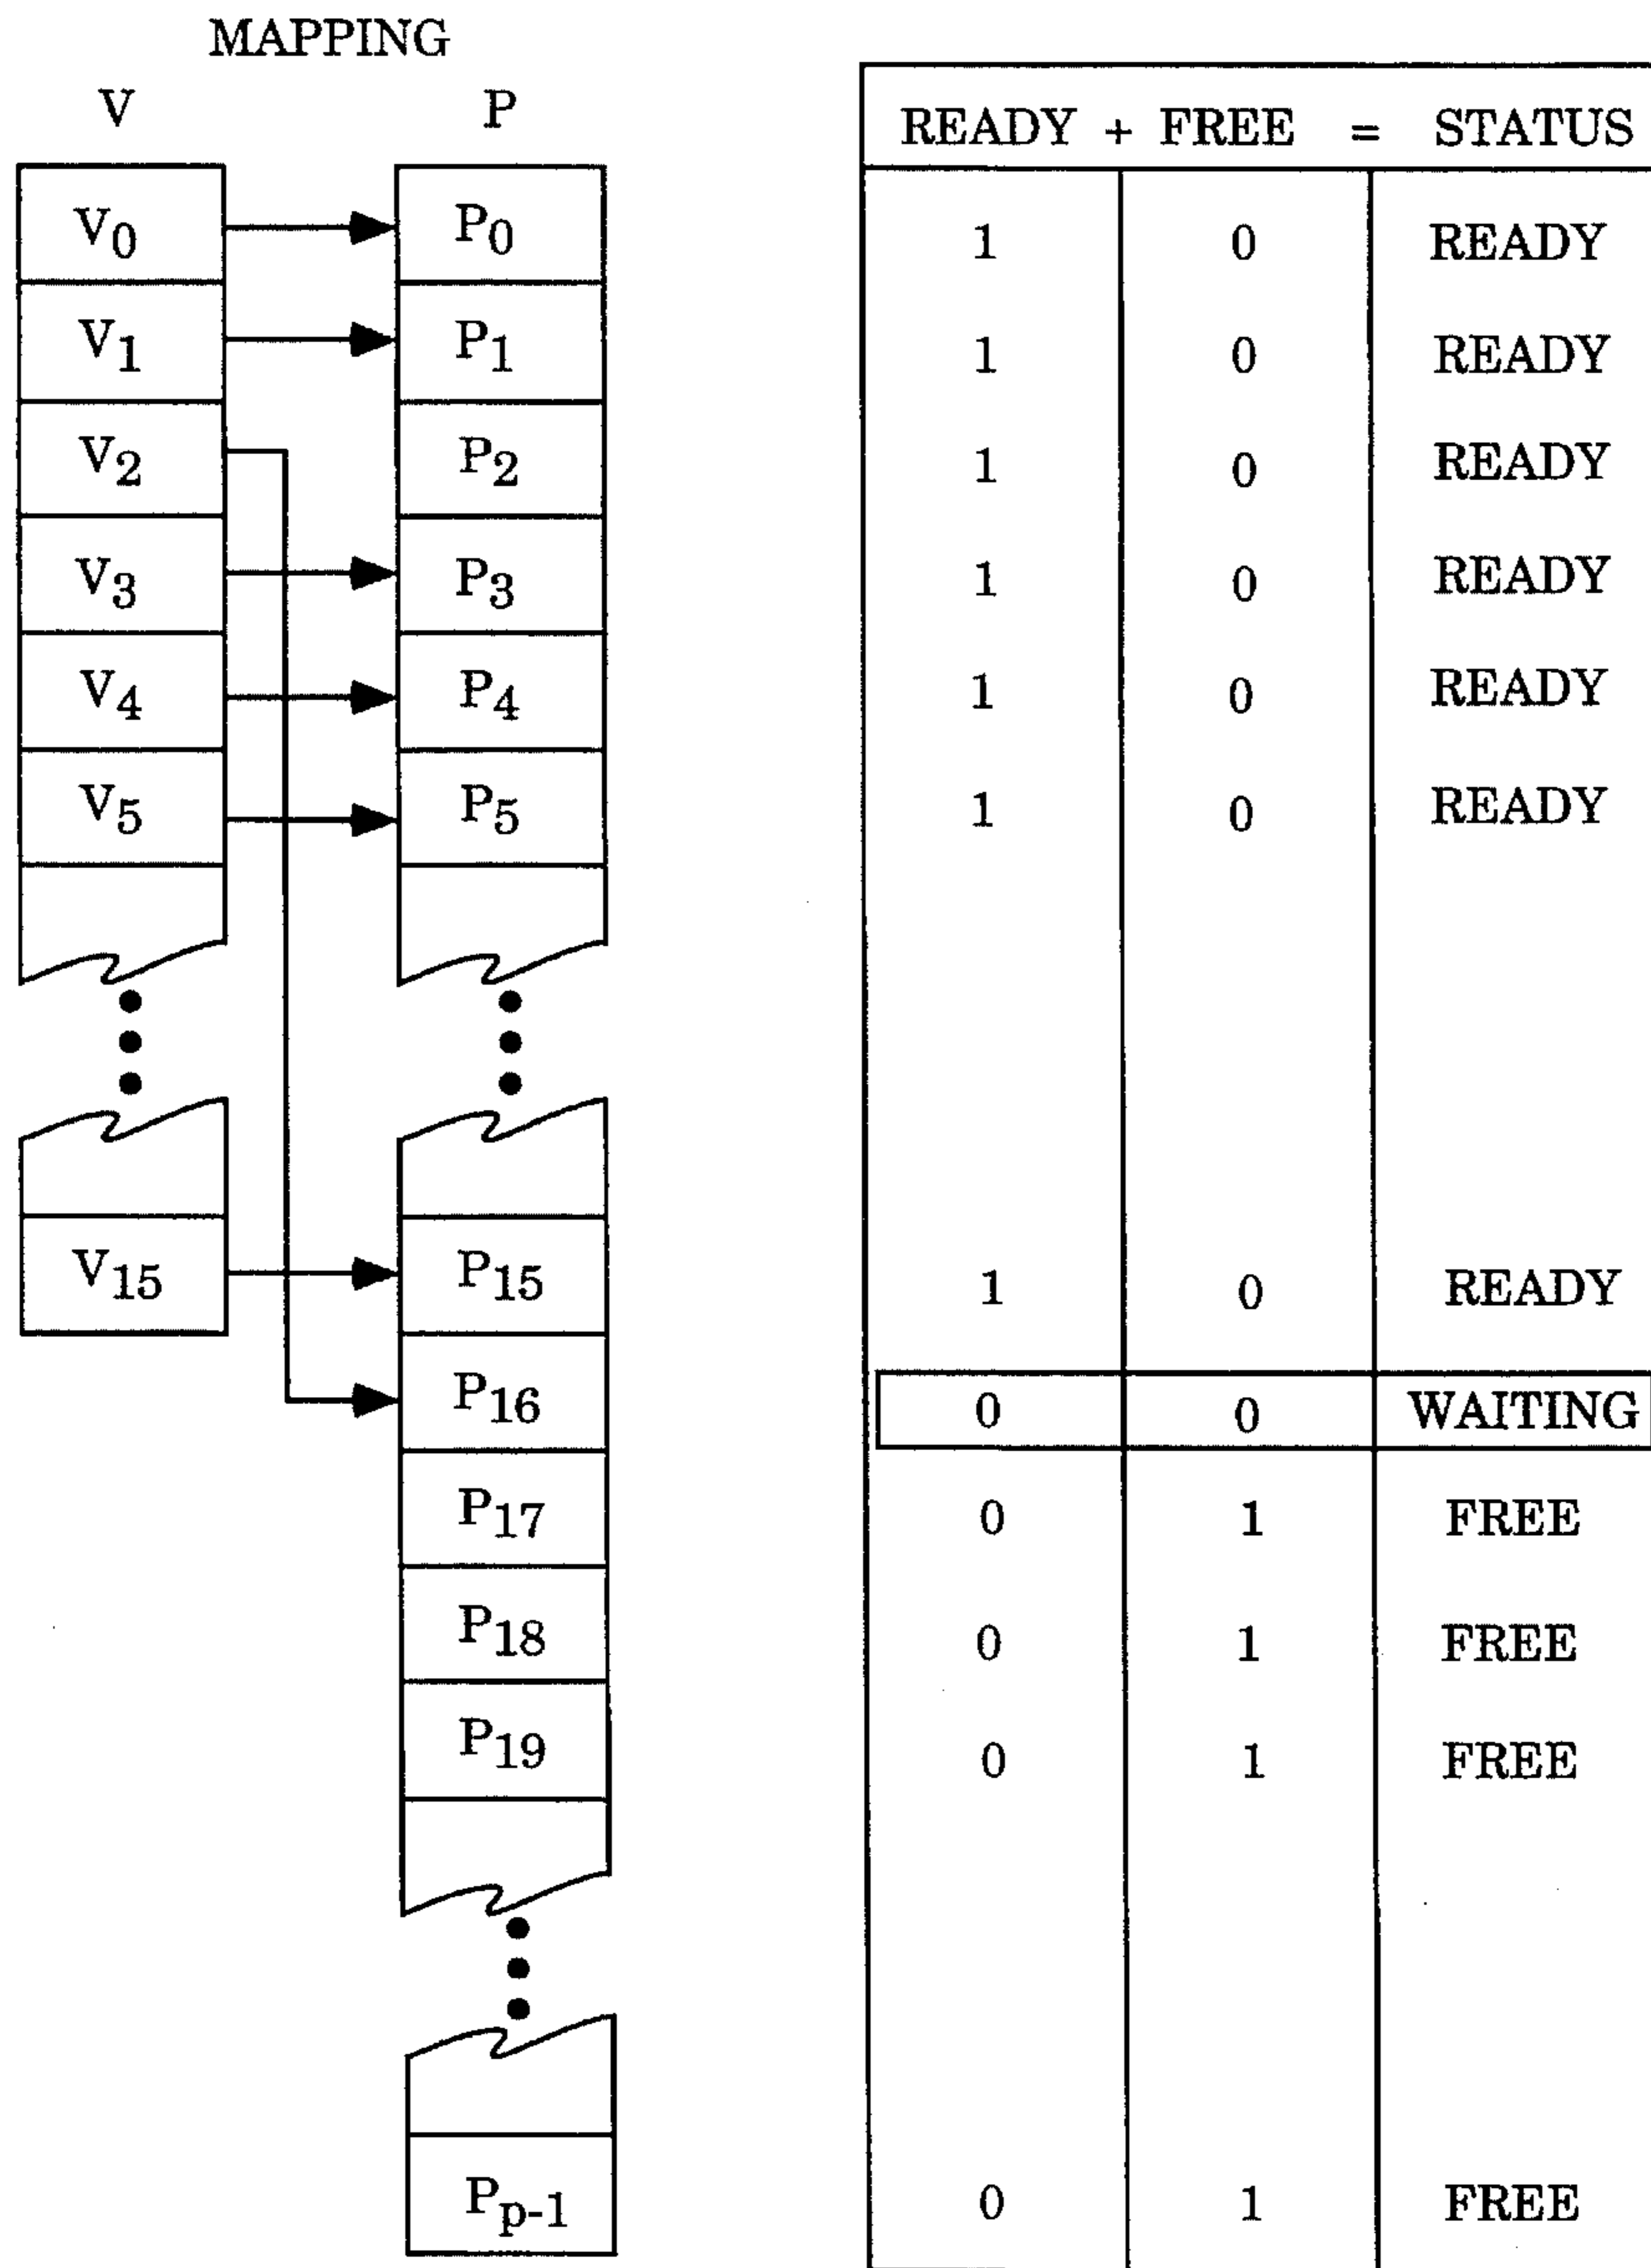 MAPPING
V P
READY + FREE = STATUS
V0 P0 1 0 READY
V1 P1 1 0 READY
V2 P2 1 0 READY
V3 P3 1 0 READY
V4 P4 1 0 READY
V5 P5 1 0 READY
V15 P15 1 0 READY
P16 0 0 WAITING
P17 0 1 FREE
P18 0 1 FREE
P19 0 1 FREE
Pp-1 0 1 FREE